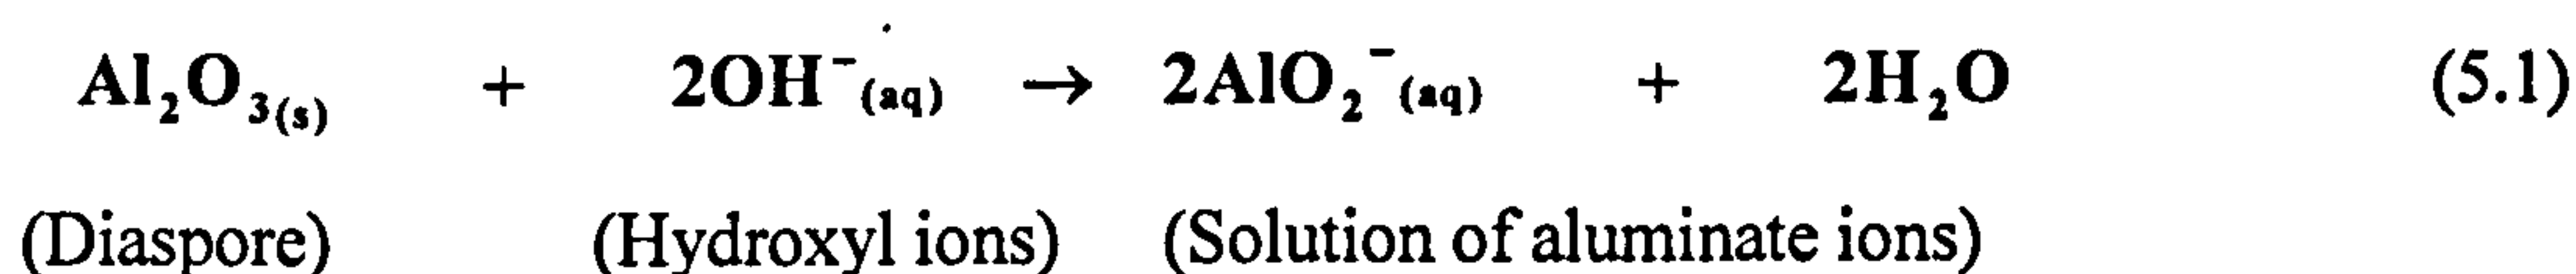 Al₂O₃₍ₛ₎ + 2OH⁻₍aq₎ → 2AlO₂⁻₍aq₎ + 2H₂O (5.1)
(Diaspore) (Hydroxyl ions) (Solution of aluminate ions)